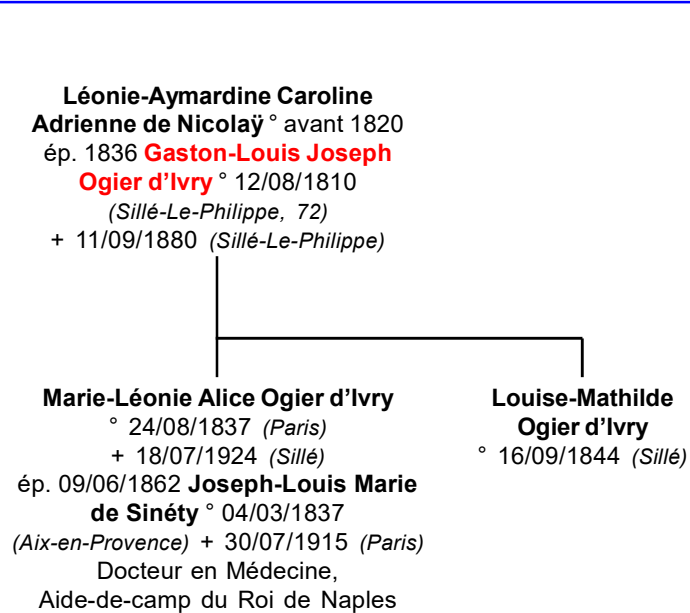 Léonie-Aymardine Caroline
Adrienne de Nicolaÿ ° avant 1820
ép. 1836 Gaston-Louis Joseph
Ogier d’Ivry ° 12/08/1810
(Sillé-Le-Philippe, 72)
+ 11/09/1880 (Sillé-Le-Philippe)
Marie-Léonie Alice Ogier d’Ivry
° 24/08/1837 (Paris)
+ 18/07/1924 (Sillé)
ép. 09/06/1862 Joseph-Louis Marie
de Sinéty ° 04/03/1837
(Aix-en-Provence) + 30/07/1915 (Paris)
Docteur en Médecine,
Aide-de-camp du Roi de Naples
Louise-Mathilde
Ogier d’Ivry
° 16/09/1844 (Sillé)